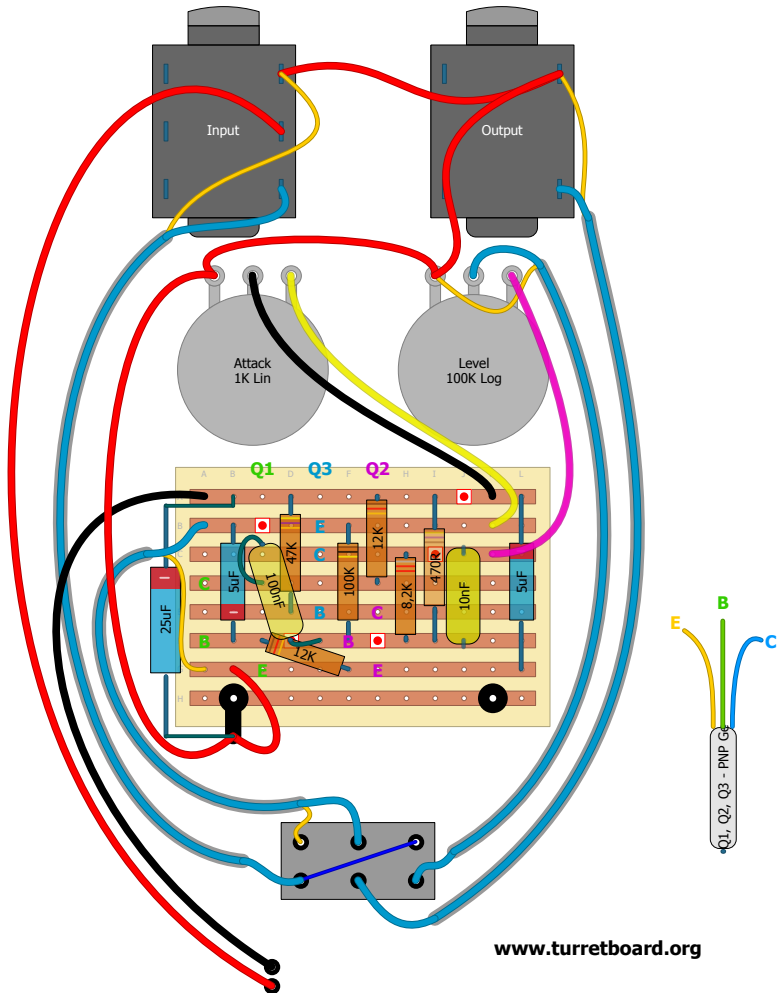 Input
Output
Attack
1K Lin
Level
100K Log
Q1
Q3
Q2
A
B
D
F
H
I
L
B
E
C
C
B
C
B
B
E
E
H
47K
12K
100K
8,2K
470R
5uF
100nF
10nF
5uF
25uF
12K
E
B
C
Q1, Q2, Q3 - PNP Ge
www.turretboard.org